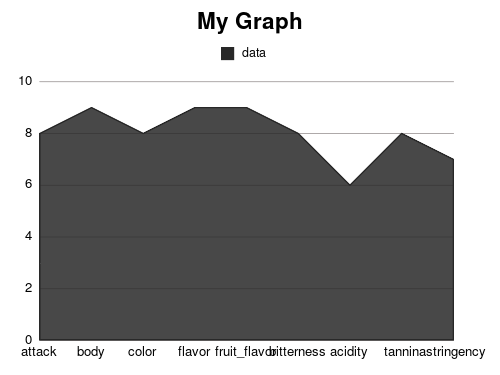 My Graph
data
10
8
6
4
2
0
attack body color flavor fruit_flavor bitterness acidity tannin astringency